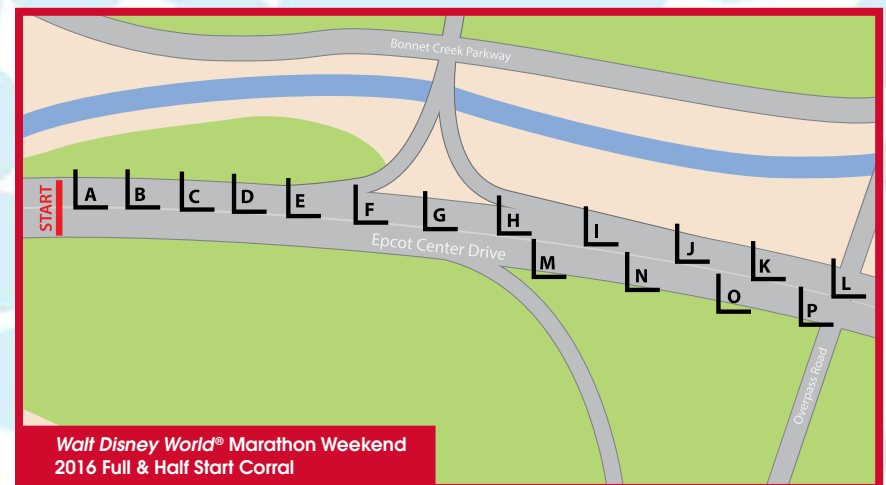 Bonnet Creek Parkway
START
A
B
C
D
E
F
G
H
I
J
K
L
Epcot Center Drive
M
N
O
P
Overpass Road
Walt Disney World® Marathon Weekend
2016 Full & Half Start Corral